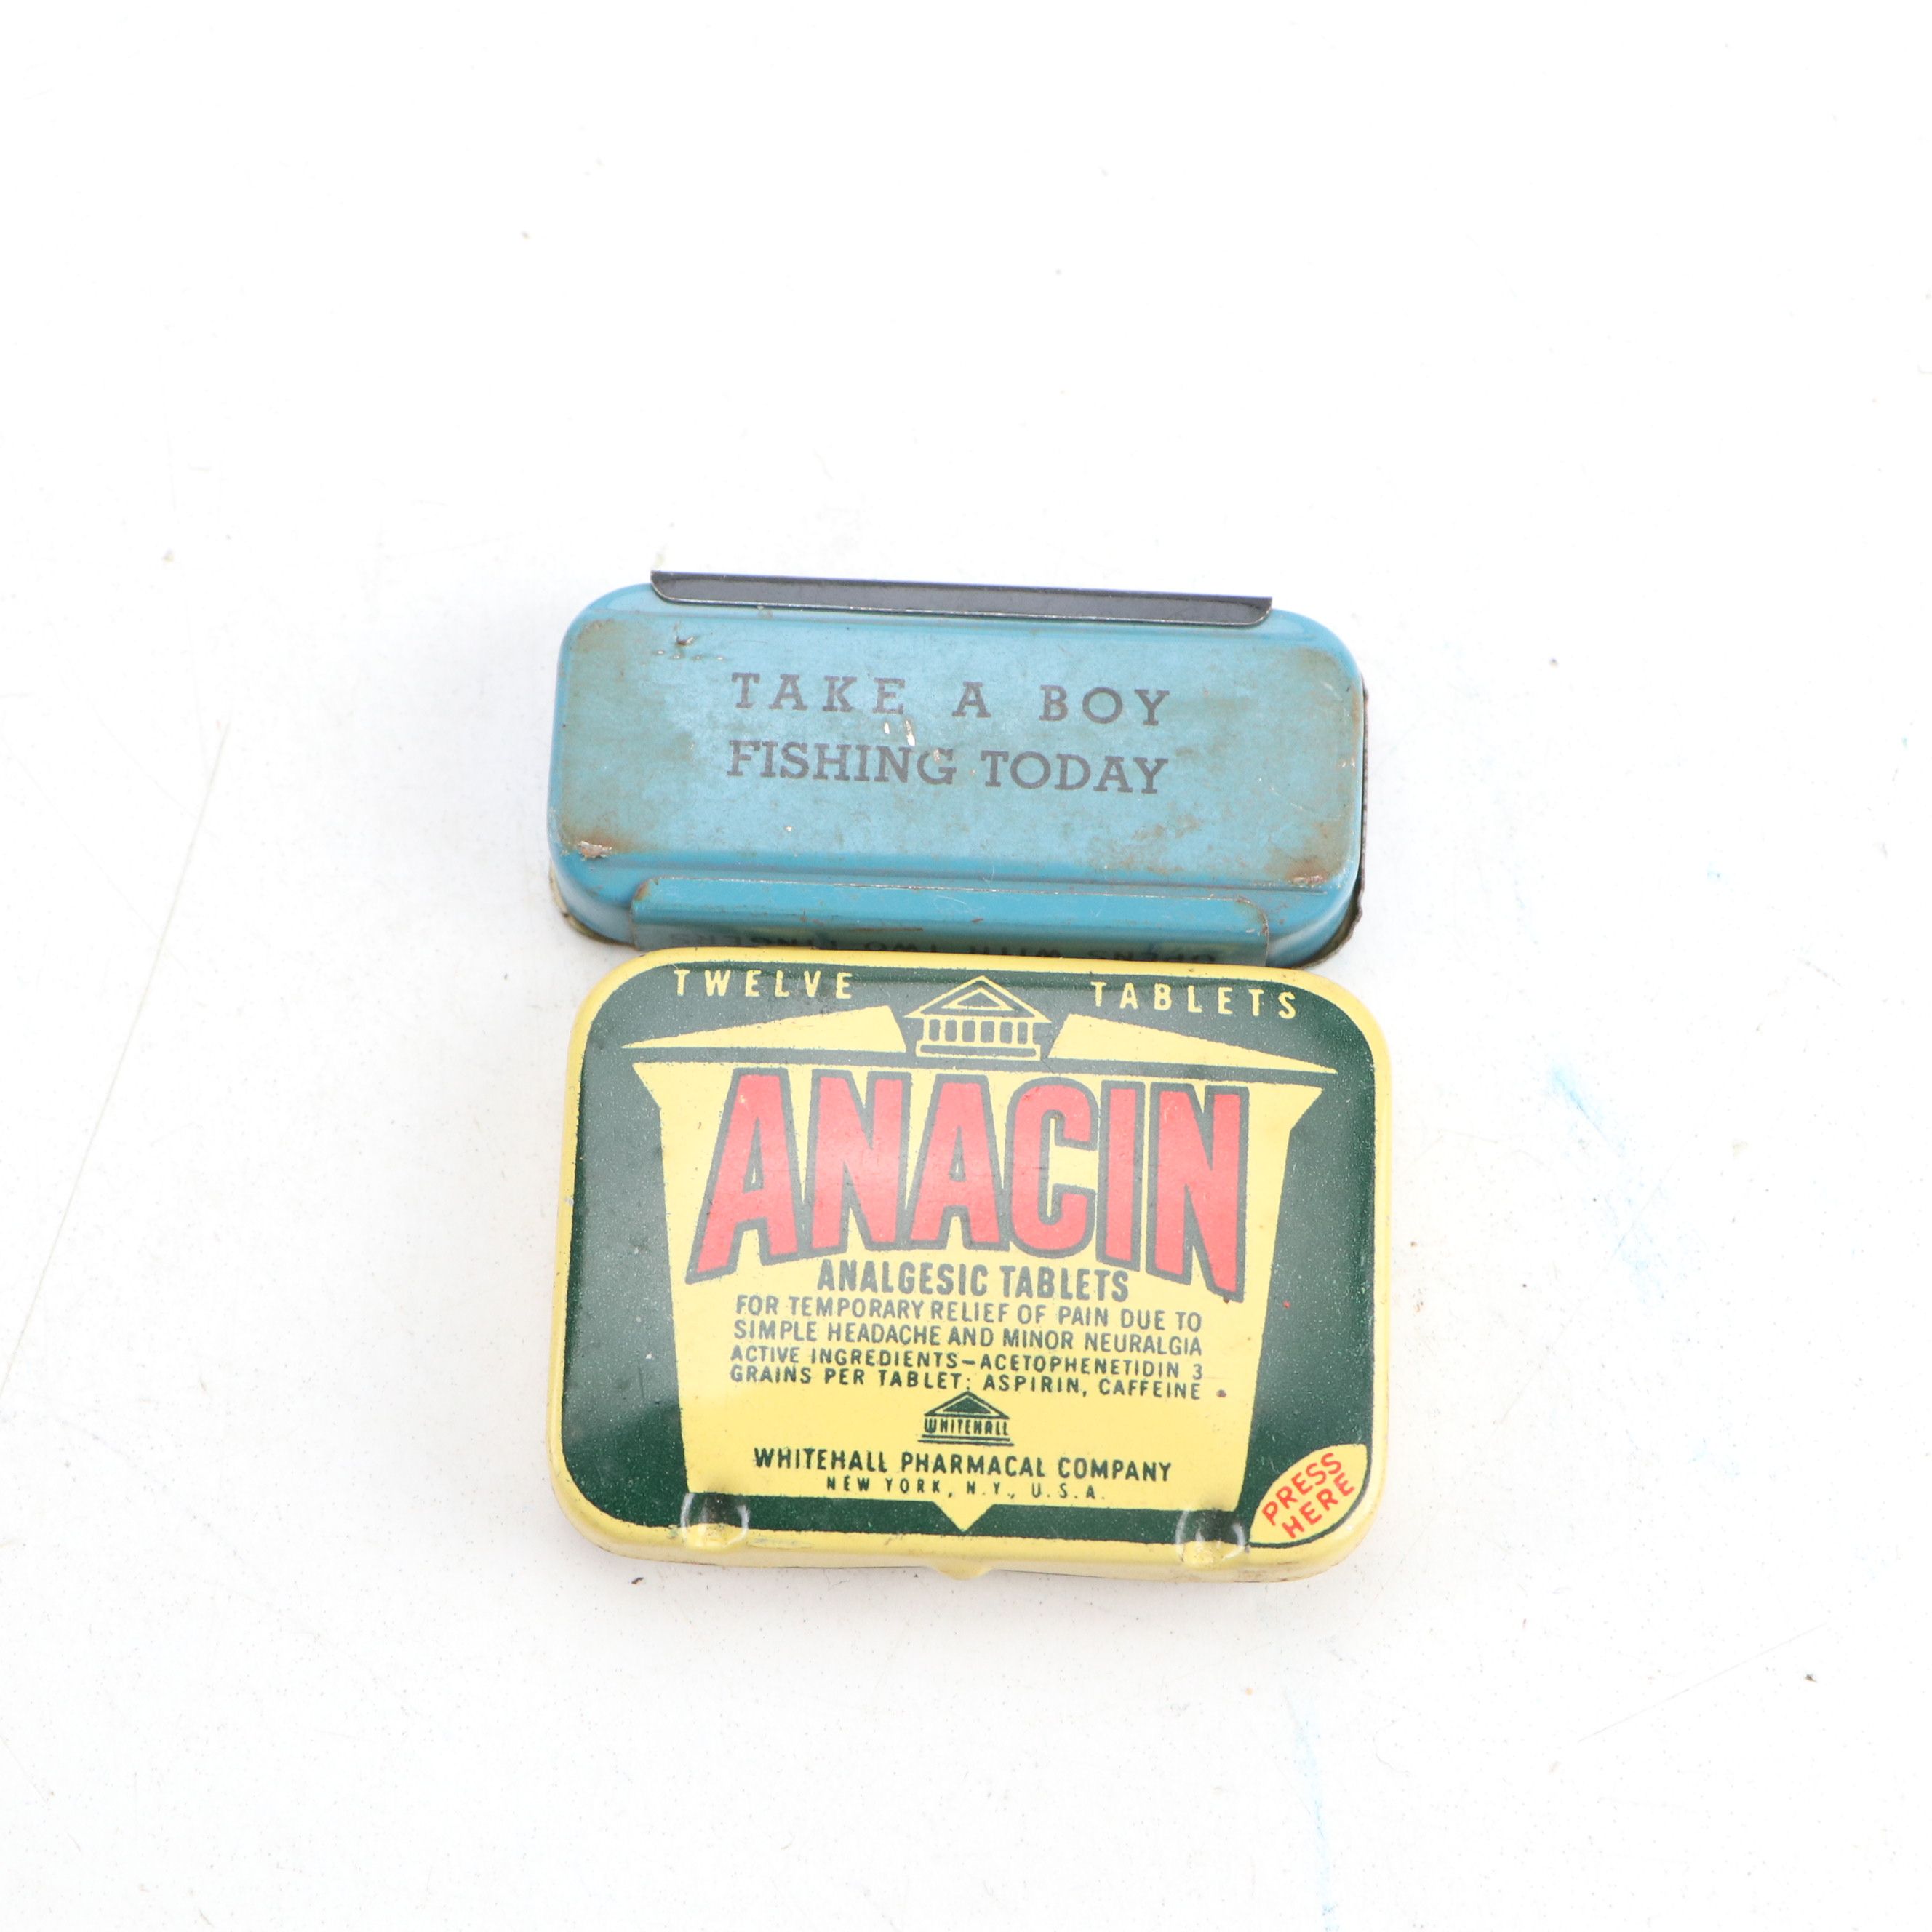 TAKE A BOY
FISHING TODAY
TWELVE TABLETS
ANACIN
ANALGESIC TABLETS
FOR TEMPORARY RELIEF OF PAIN DUE TO
SIMPLE HEADACHE AND MINOR NEURALGIA
ACTIVE INGREDIENTS—ACETOPHENETIDIN 3
GRAINS PER TABLET; ASPIRIN, CAFFEINE
WHITEHALL
WHITEHALL PHARMACAL COMPANY
NEW YORK, N.Y., U.S.A.
PRESS
HERE